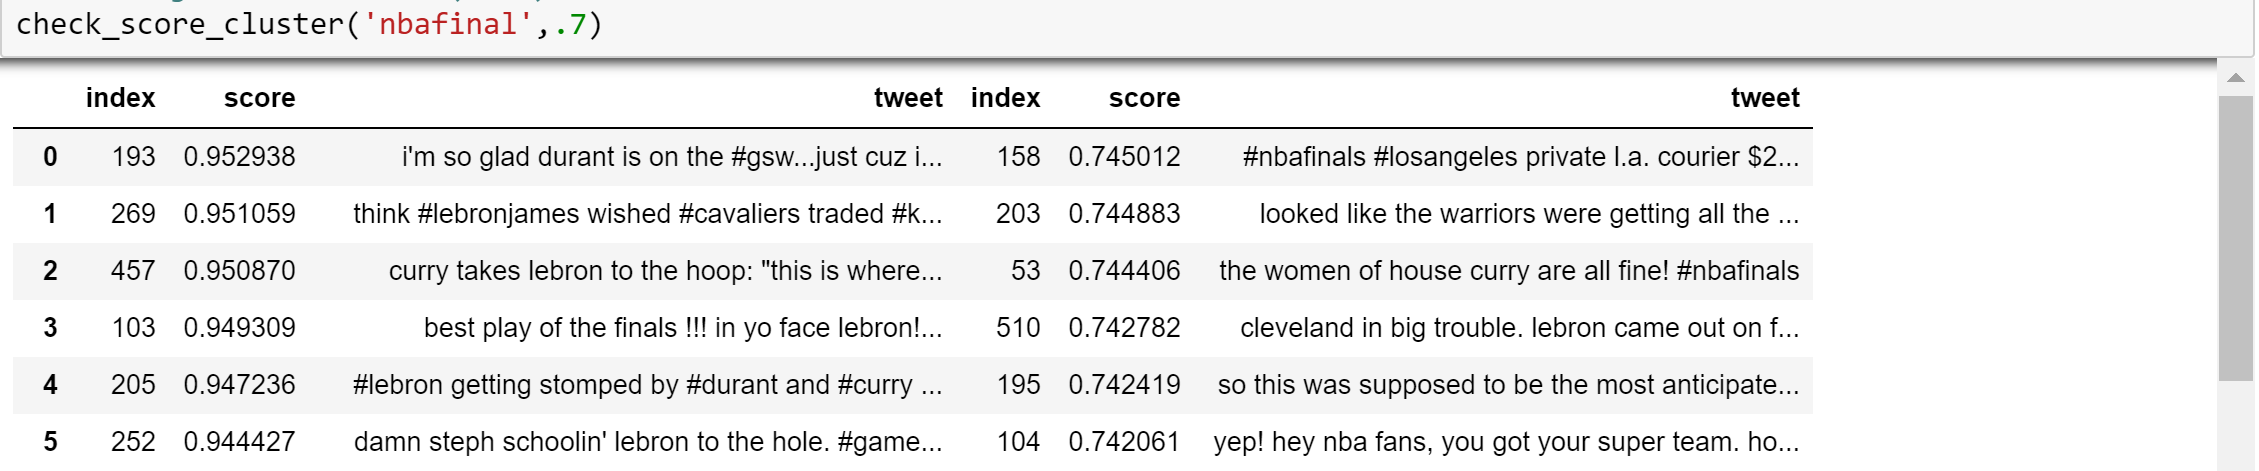 check_score_cluster('nbafinal',.7)
index score tweet index score tweet
0 193 0.952938 i'm so glad durant is on the #gsw...just cuz i... 158 0.745012 #nbafinals #losangeles private l.a. courier $2...
1 269 0.951059 think #lebronjames wished #cavaliers traded #k... 203 0.744883 looked like the warriors were getting all the ...
2 457 0.950870 curry takes lebron to the hoop: "this is where... 53 0.744406 the women of house curry are all fine! #nbafinals
3 103 0.949309 best play of the finals !!! in yo face lebron!... 510 0.742782 cleveland in big trouble. lebron came out on f...
4 205 0.947236 #lebron getting stomped by #durant and #curry ... 195 0.742419 so this was supposed to be the most anticipate...
5 252 0.944427 damn steph schoolin' lebron to the hole. #game... 104 0.742061 yep! hey nba fans, you got your super team. ho...